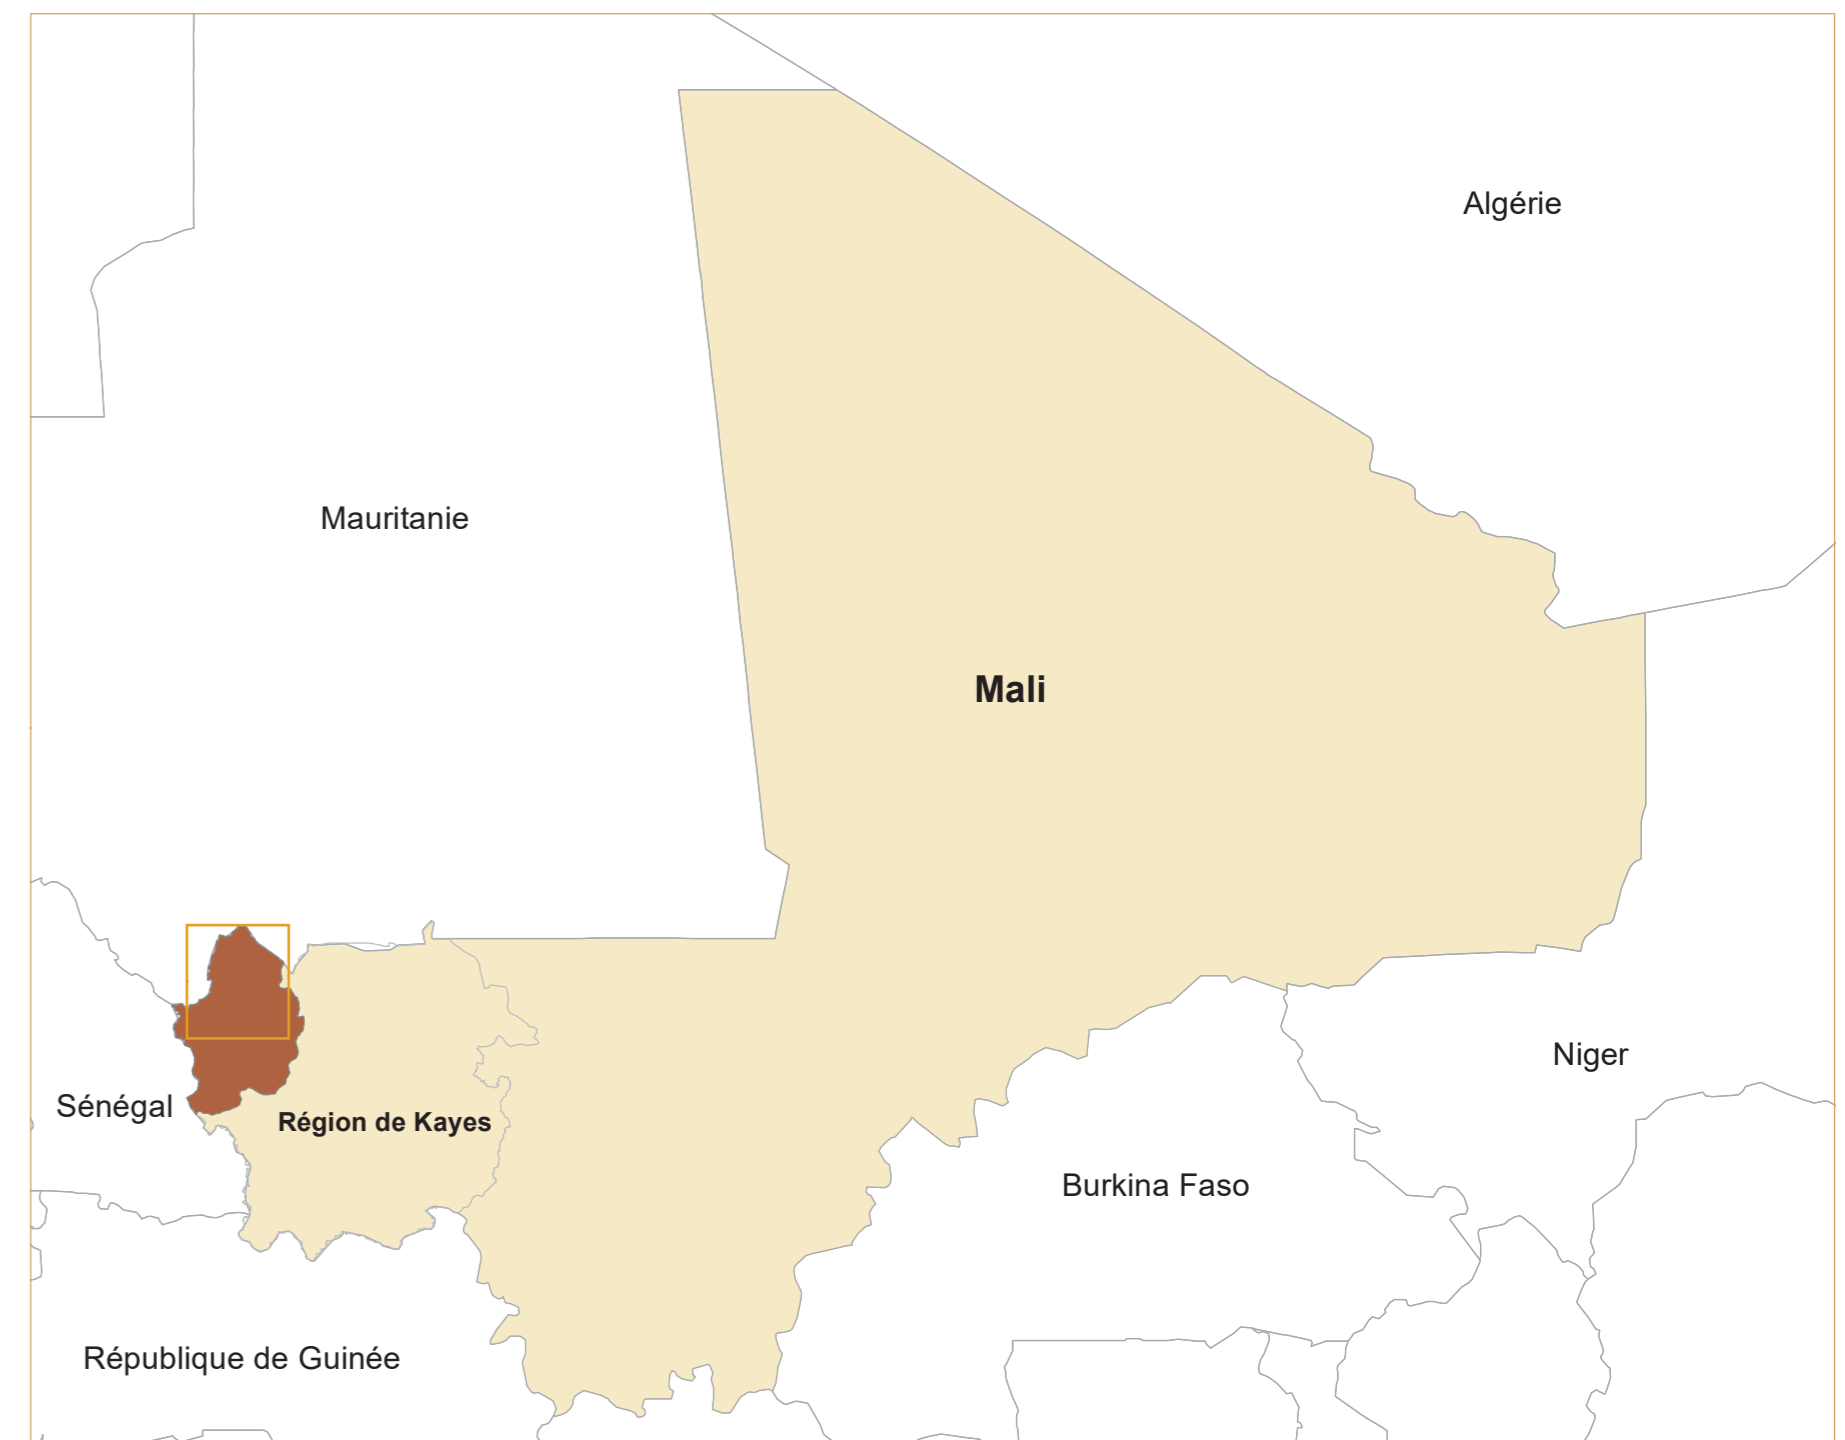 Algérie
Mauritanie
Mali
Niger
Sénégal
Région de Kayes
Burkina Faso
République de Guinée